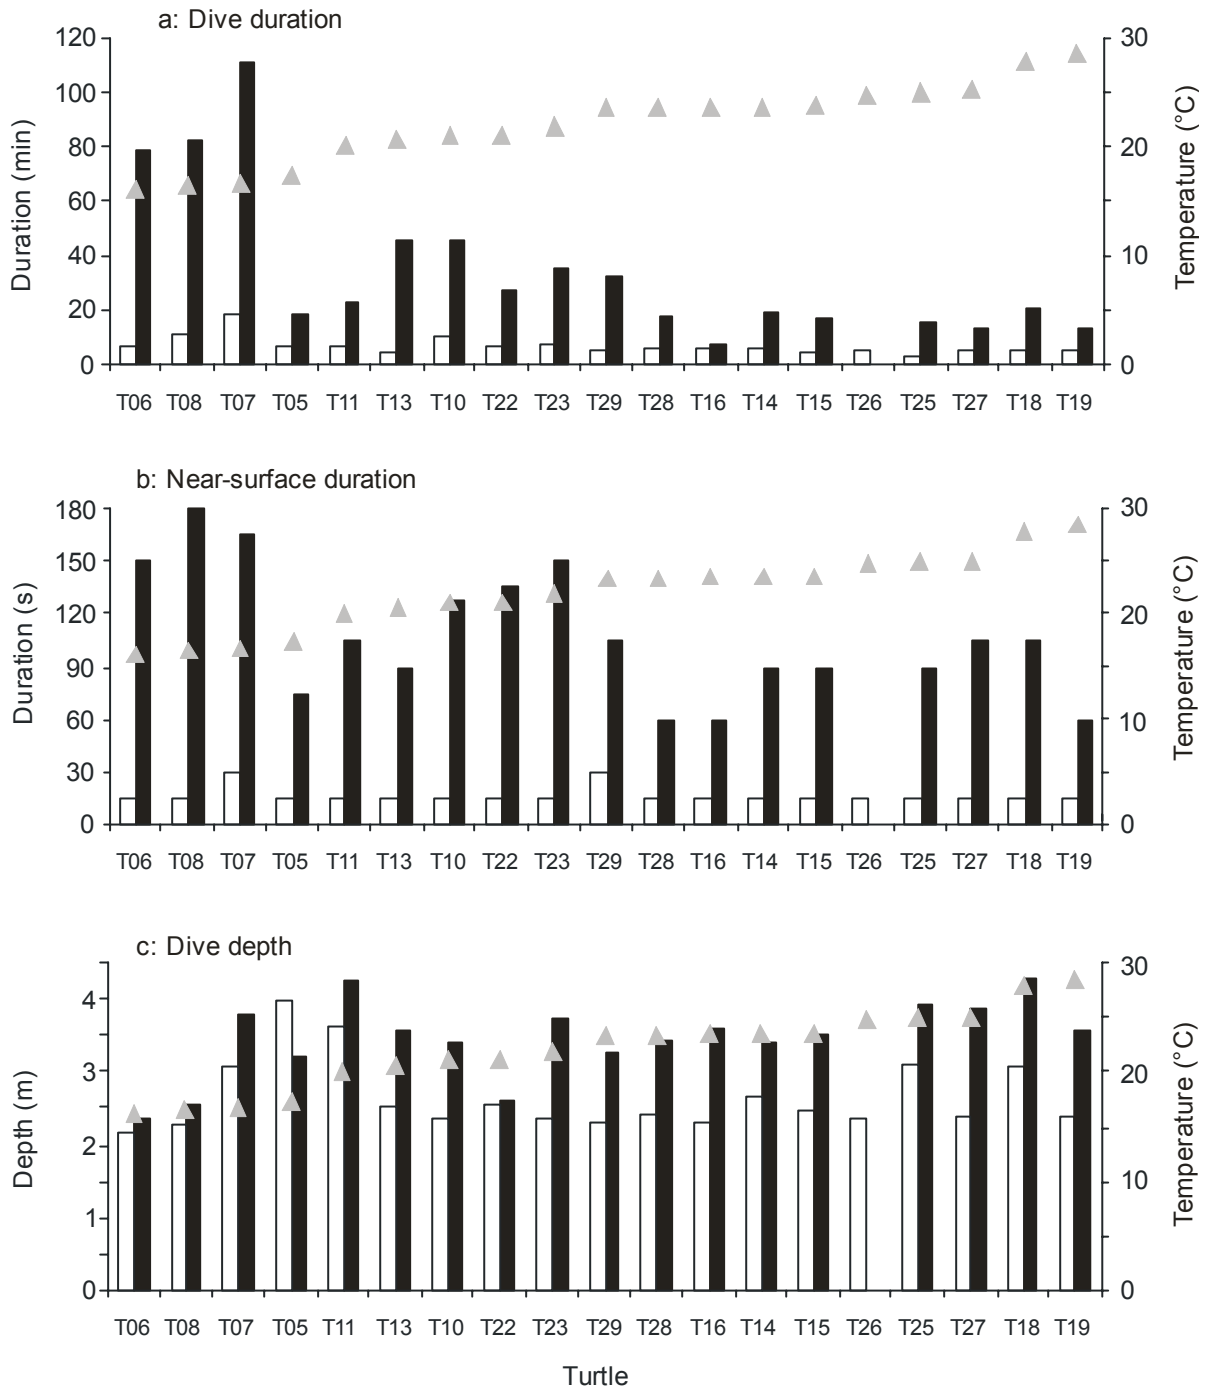 a: Dive duration
120
100
80
60
40
20
0
Duration (min)
30
20
10
0
Temperature (°C)
T06 T08 T07 T05 T11 T13 T10 T22 T23 T29 T28 T16 T14 T15 T26 T25 T27 T18 T19
b: Near-surface duration
180
150
120
90
60
30
0
Duration (s)
30
20
10
0
Temperature (°C)
T06 T08 T07 T05 T11 T13 T10 T22 T23 T29 T28 T16 T14 T15 T26 T25 T27 T18 T19
c: Dive depth
4
3
2
1
0
Depth (m)
30
20
10
0
Temperature (°C)
T06 T08 T07 T05 T11 T13 T10 T22 T23 T29 T28 T16 T14 T15 T26 T25 T27 T18 T19
Turtle